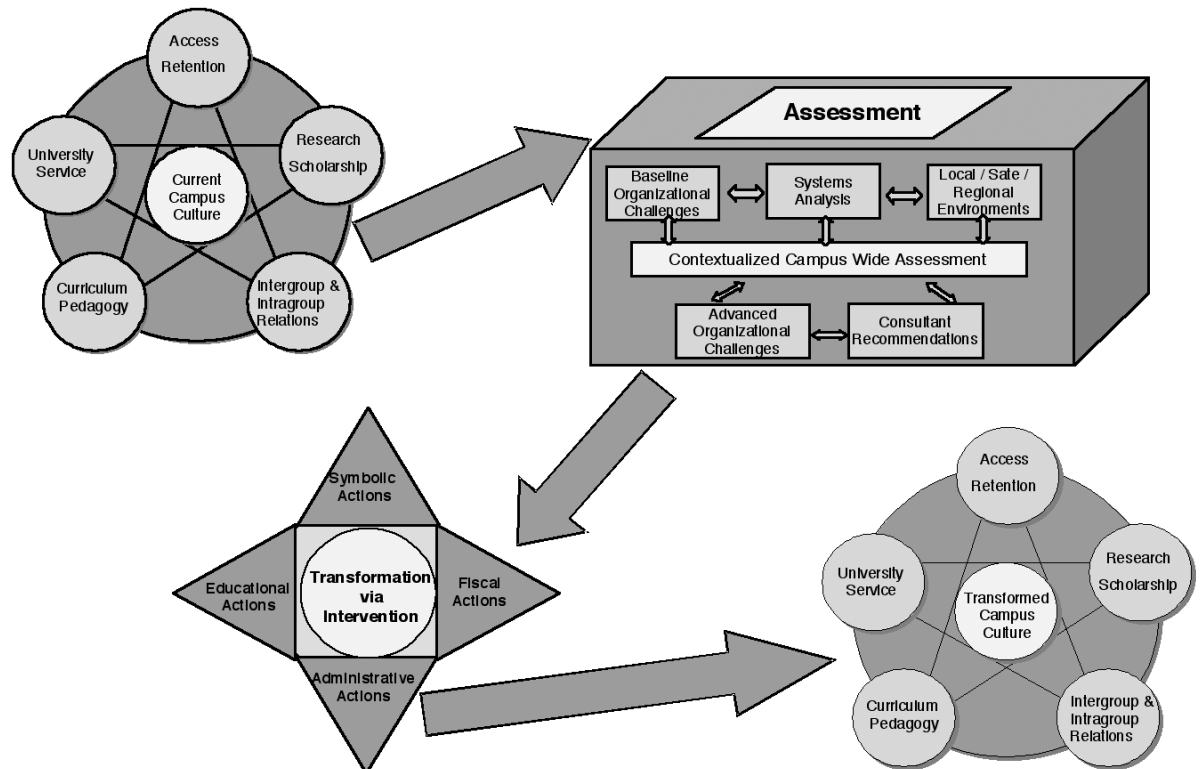 Access
Retention
Research
Scholarship
University
Service
Current
Campus
Culture
Curriculum
Pedagogy
Intergroup &
Intragroup
Relations
Assessment
Baseline
Organizational
Challenges
Systems
Analysis
Local / Sate /
Regional
Environments
Contextualized Campus Wide Assessment
Advanced
Organizational
Challenges
Consultant
Recommendations
Symbolic
Actions
Educational
Actions
Transformation
via
Intervention
Fiscal
Actions
Administrative
Actions
Access
Retention
Research
Scholarship
University
Service
Transformed
Campus
Culture
Curriculum
Pedagogy
Intergroup &
Intragroup
Relations